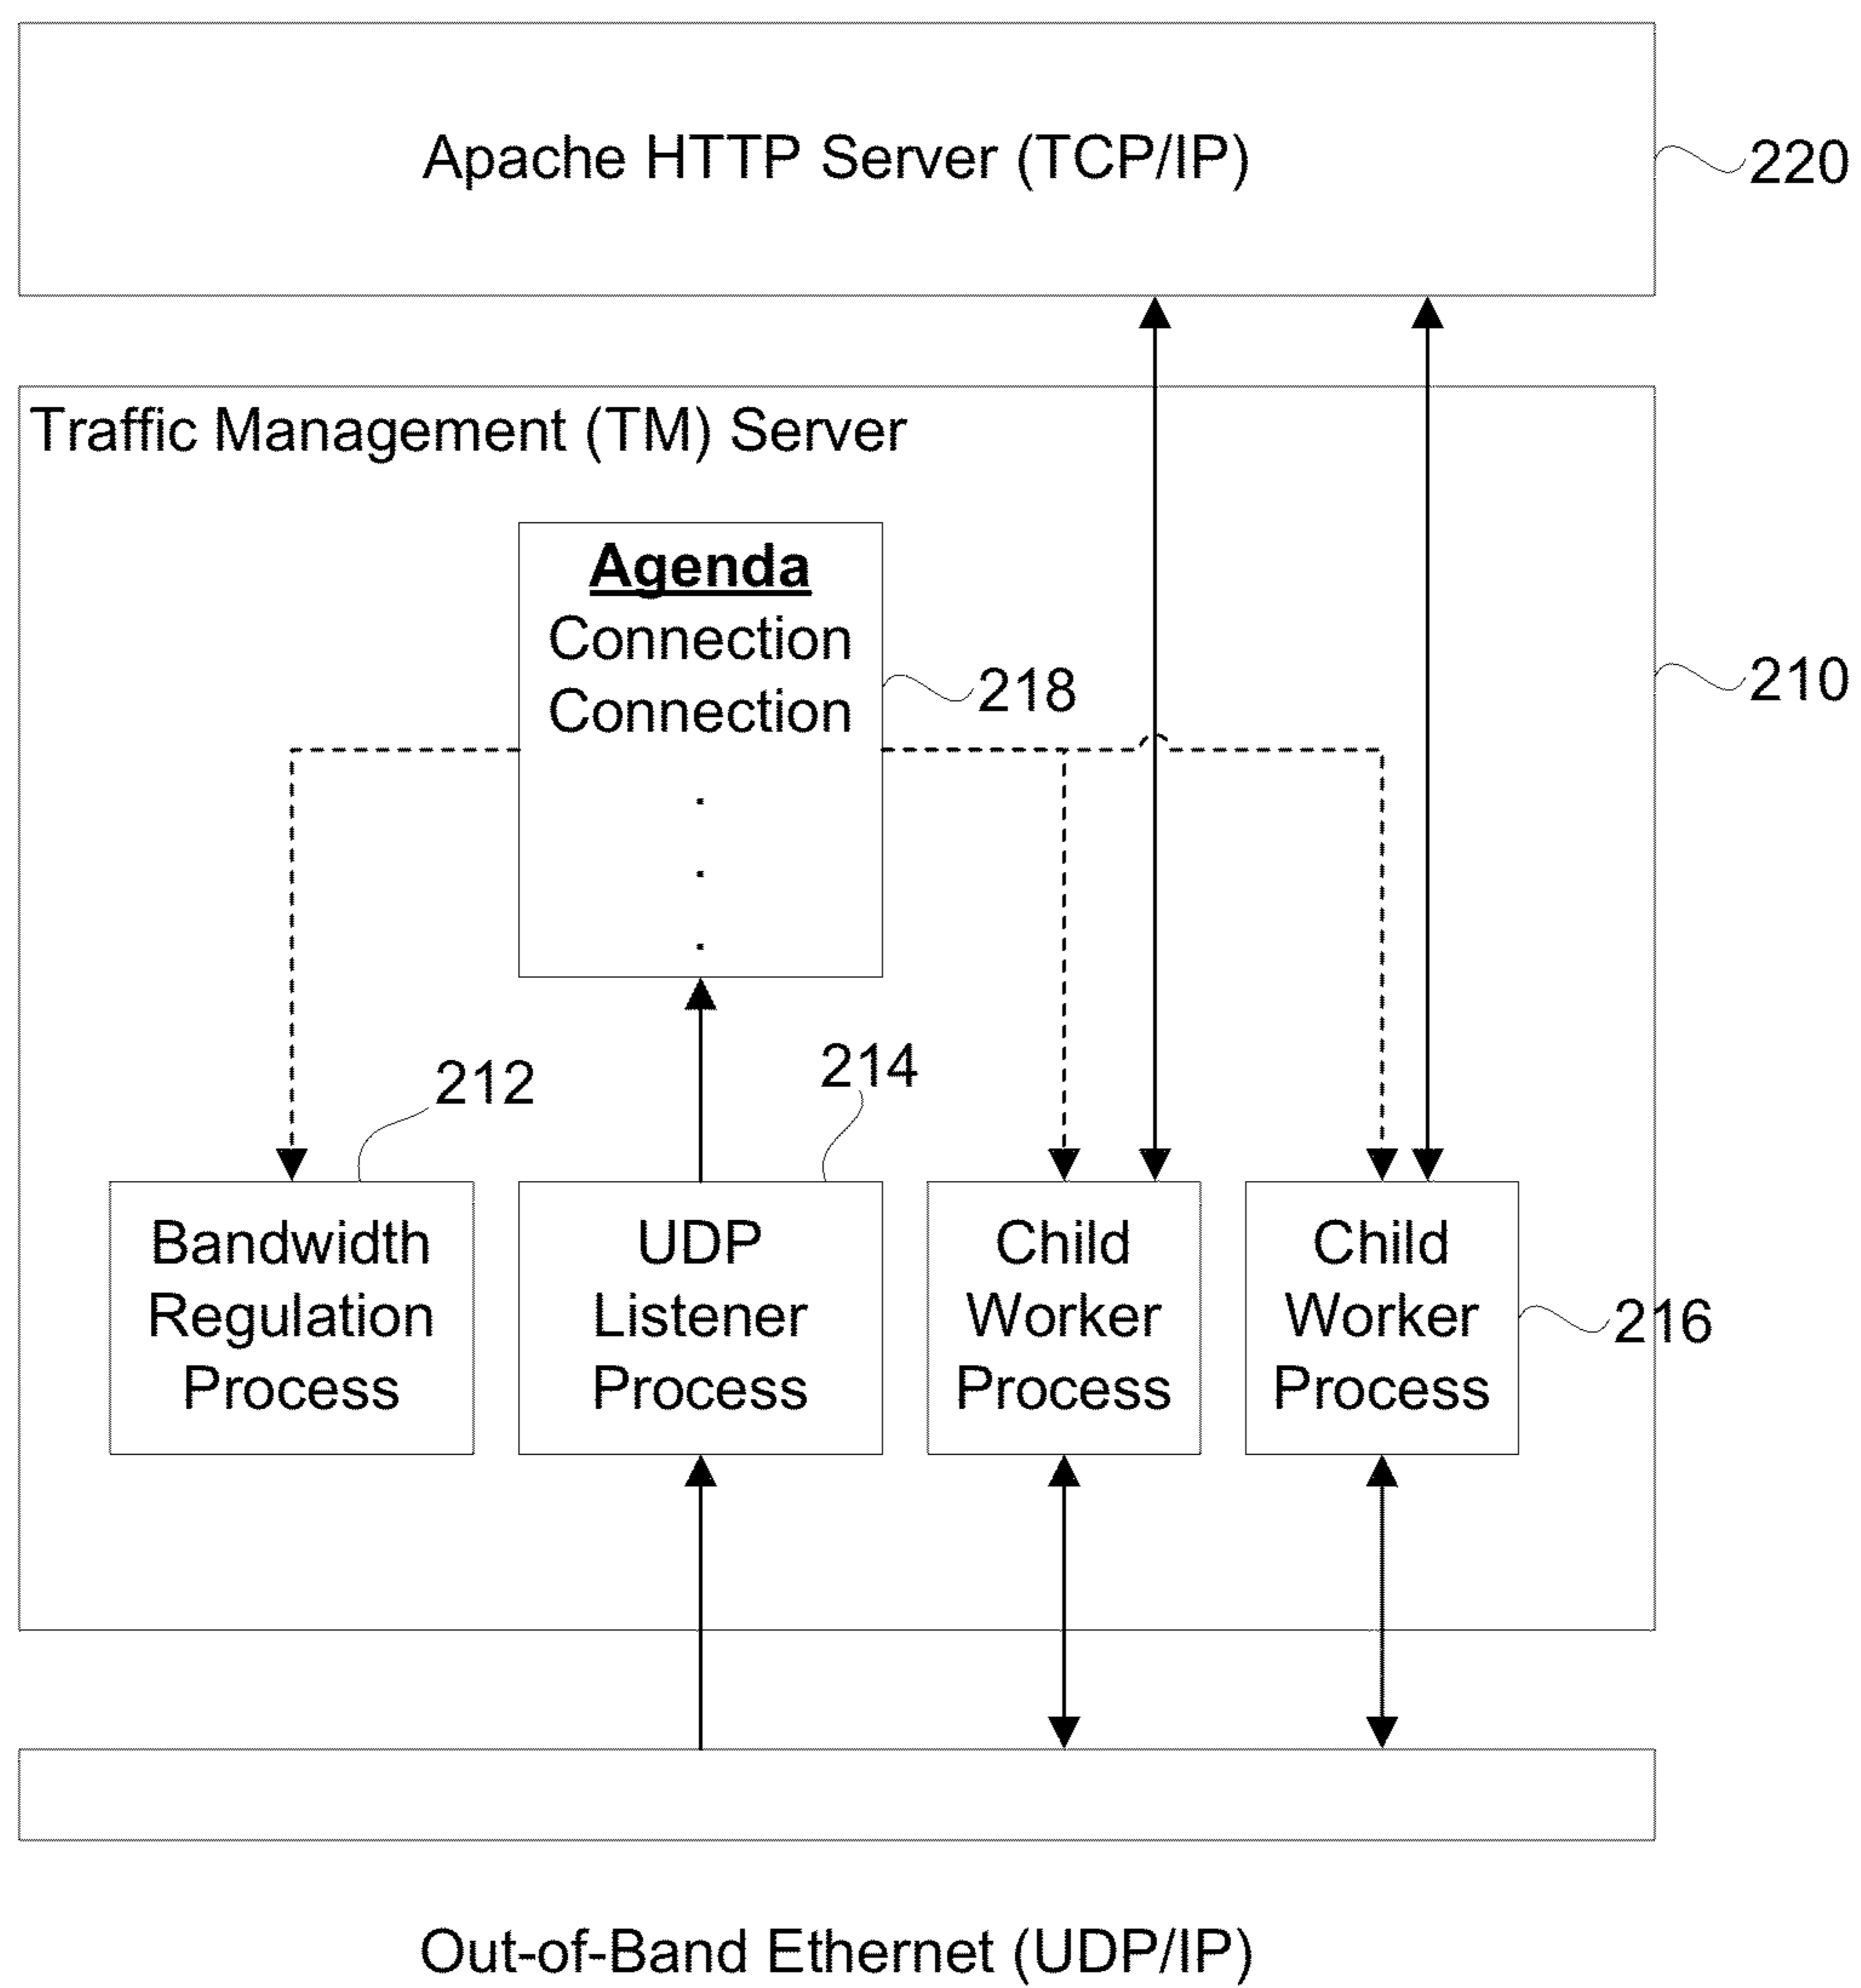 Apache HTTP Server (TCP/IP)
220
Traffic Management (TM) Server
Agenda
Connection
Connection
.
.
.
218
210
212
214
Bandwidth
Regulation
Process
UDP
Listener
Process
Child
Worker
Process
Child
Worker
Process
216
Out-of-Band Ethernet (UDP/IP)